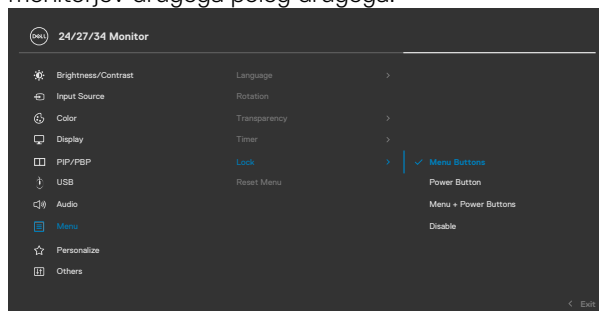 monitorjev drugega poleg drugega.
DELL 24/27/34 Monitor
Brightness/Contrast Language
Input Source Rotation
Color Transparency
Display Timer
PIP/PBP Lock Menu Buttons
USB Reset Menu Power Button
Audio Menu + Power Buttons
Menu Disable
Personalize
Others
Exit